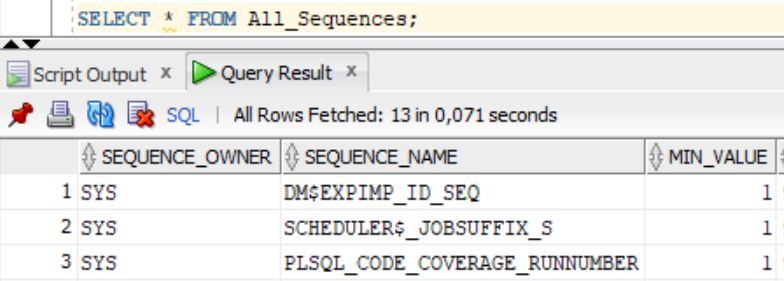 SELECT * FROM All_Sequences;
Script Output x Query Result x
SQL | All Rows Fetched: 13 in 0,071 seconds
SEQUENCE_OWNER SEQUENCE_NAME MIN_VALUE
1 SYS DM$EXPIMP_ID_SEQ 1
2 SYS SCHEDULER$_JOBSUFFIX_S 1
3 SYS PLSQL_CODE_COVERAGE_RUNNUMBER 1